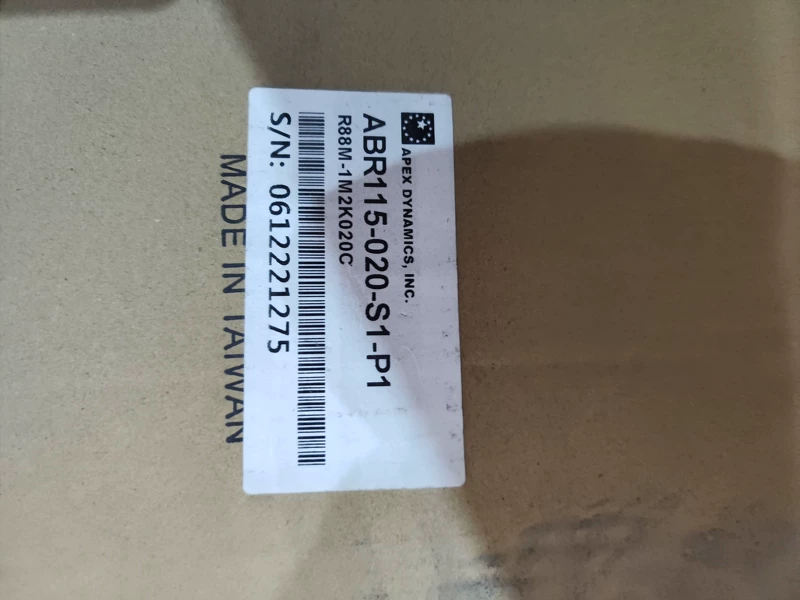 APEX DYNAMICS, INC.
ABR115-020-S1-P1
R88M-1M2K020C
S/N: 0612221275
MADE IN TAIWAN